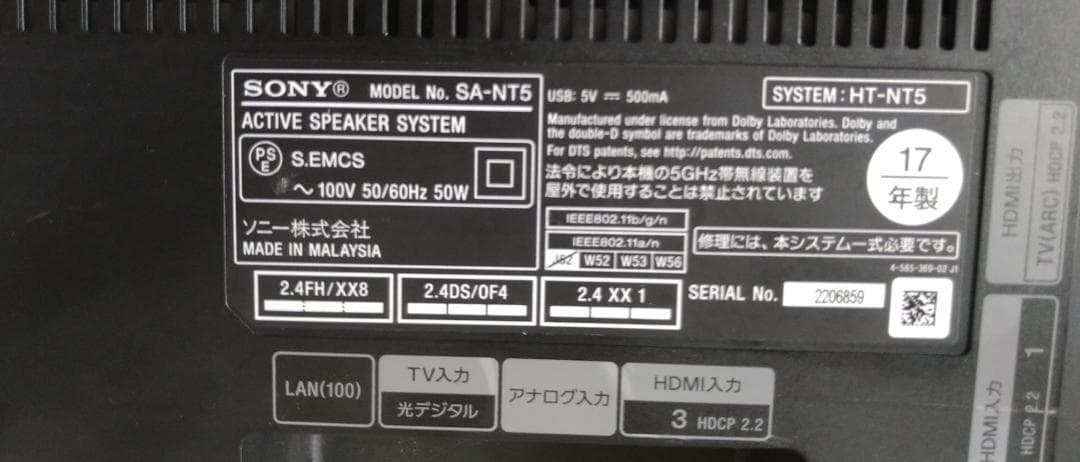 SONY® MODEL No. SA-NT5
ACTIVE SPEAKER SYSTEM
PSE S.EMCS
～100V 50/60Hz 50W
ソニー株式会社
MADE IN MALAYSIA
USB: 5V ⎓ 500mA
SYSTEM: HT-NT5
Manufactured under license from Dolby Laboratories. Dolby and
the double-D symbol are trademarks of Dolby Laboratories.
For DTS patents, see http://patents.dts.com.
法令により本機の5GHz帯無線装置を
屋外で使用することは禁止されています
17
年製
IEEE802.11b/g/n
IEEE802.11a/n
J52 W52 W53 W56
修理には、本システム一式必要です。
4-585-369-02 J1
2.4FH/XX8
2.4DS/OF4
2.4 XX 1
SERIAL No. 2206859
LAN(100)
TV入力
光デジタル
アナログ入力
HDMI入力
3 HDCP 2.2
HDMI出力
TV(ARC) HDCP 2.2
HDMI入力
HDCP 2.2 1